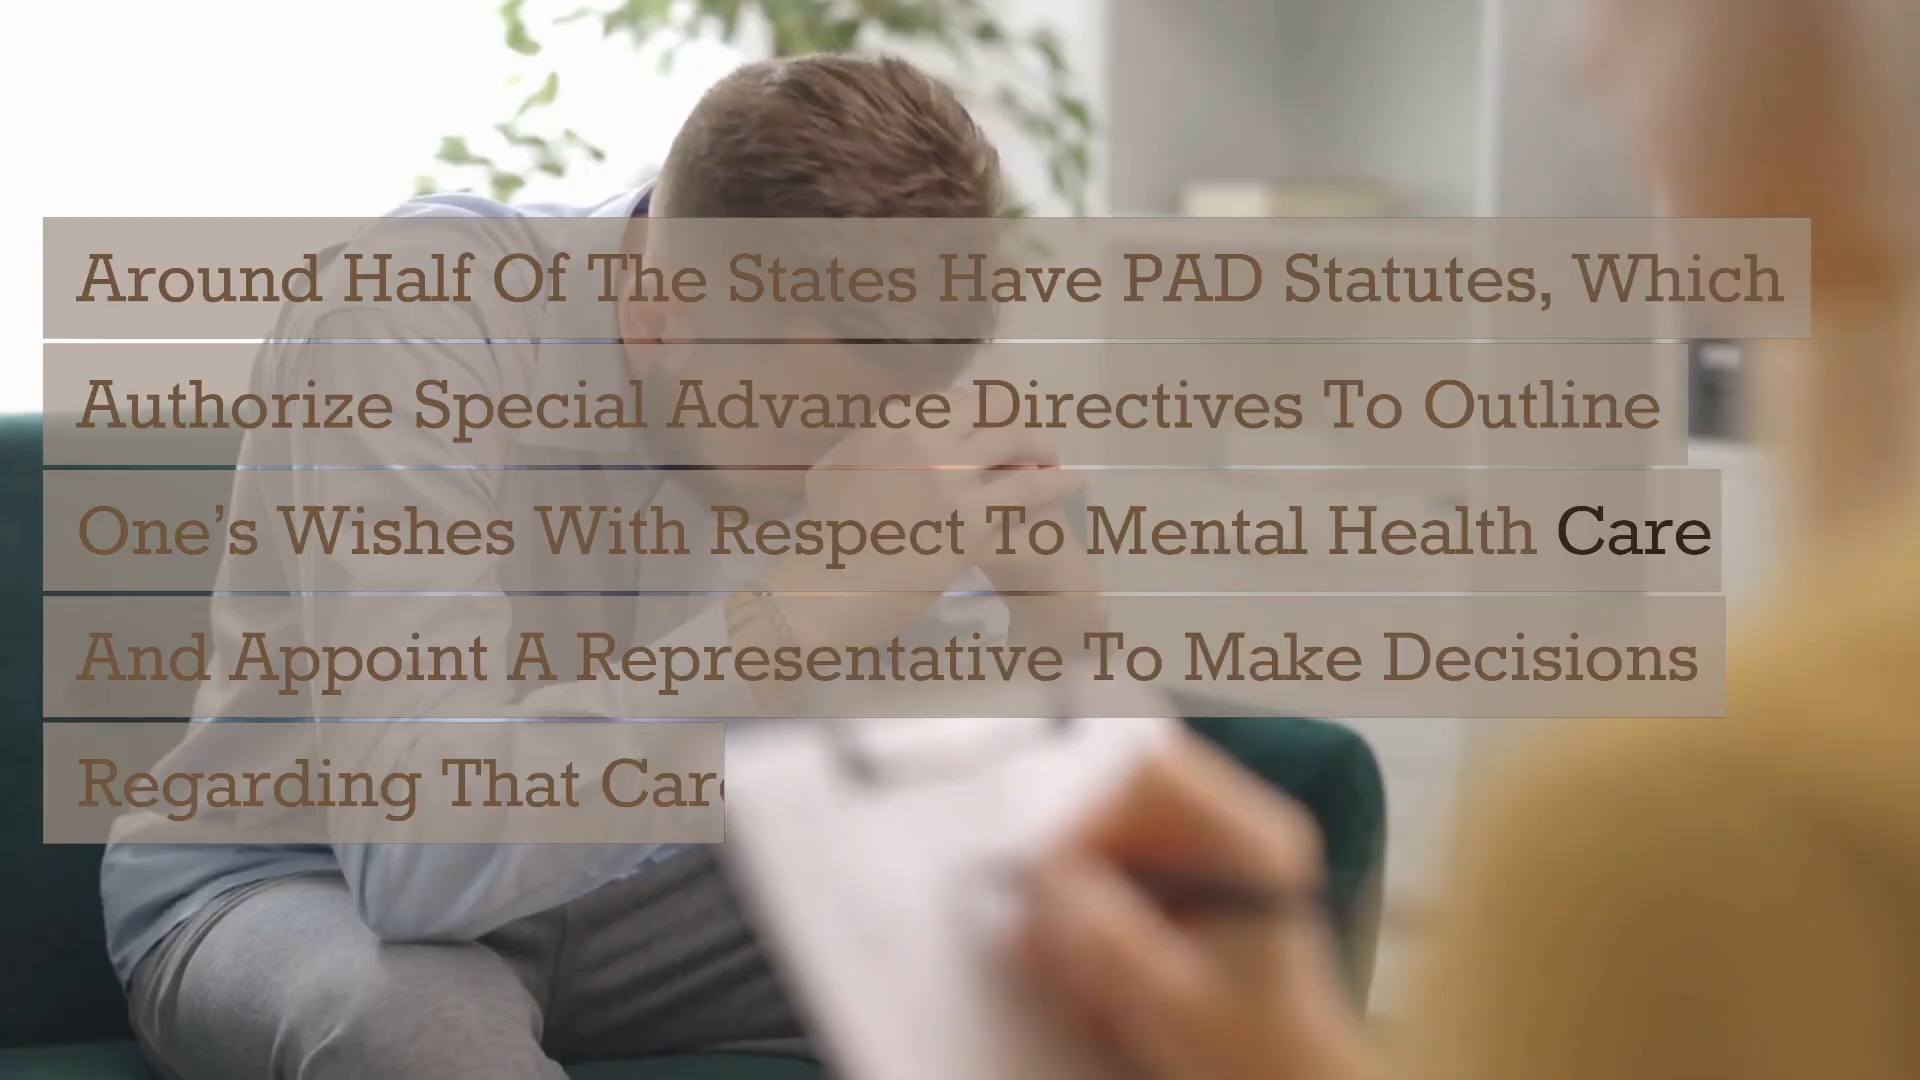 Around Half Of The States Have PAD Statutes, Which
Authorize Special Advance Directives To Outline
One's Wishes With Respect To Mental Health Care
And Appoint A Representative To Make Decisions
Regarding That Care